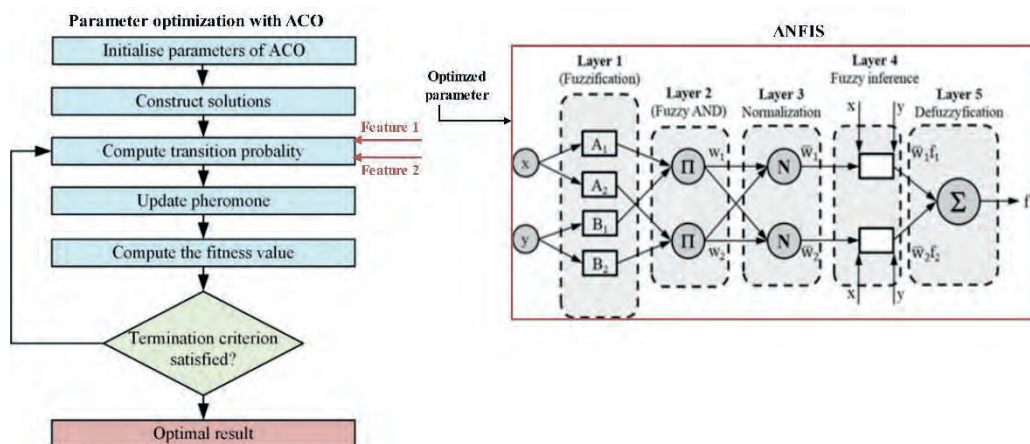 Parameter optimization with ACO
Initialise parameters of ACO
Construct solutions
Feature 1
Compute transition probality
Feature 2
Update pheromone
Compute the fitness value
Termination criterion
satisfied?
Optimal result
Optimzed
parameter
ANFIS
Layer 1
(Fuzzification)
Layer 2
(Fuzzy AND)
Layer 3
Normalization
Layer 4
Fuzzy inference
Layer 5
Defuzzyfication
x
y
A₁
A₂
B₁
B₂
Π
Π
w₁
w₂
N
N
w̅₁
w̅₂
x y
x y
w̅₁f₁
w̅₂f₂
Σ
f